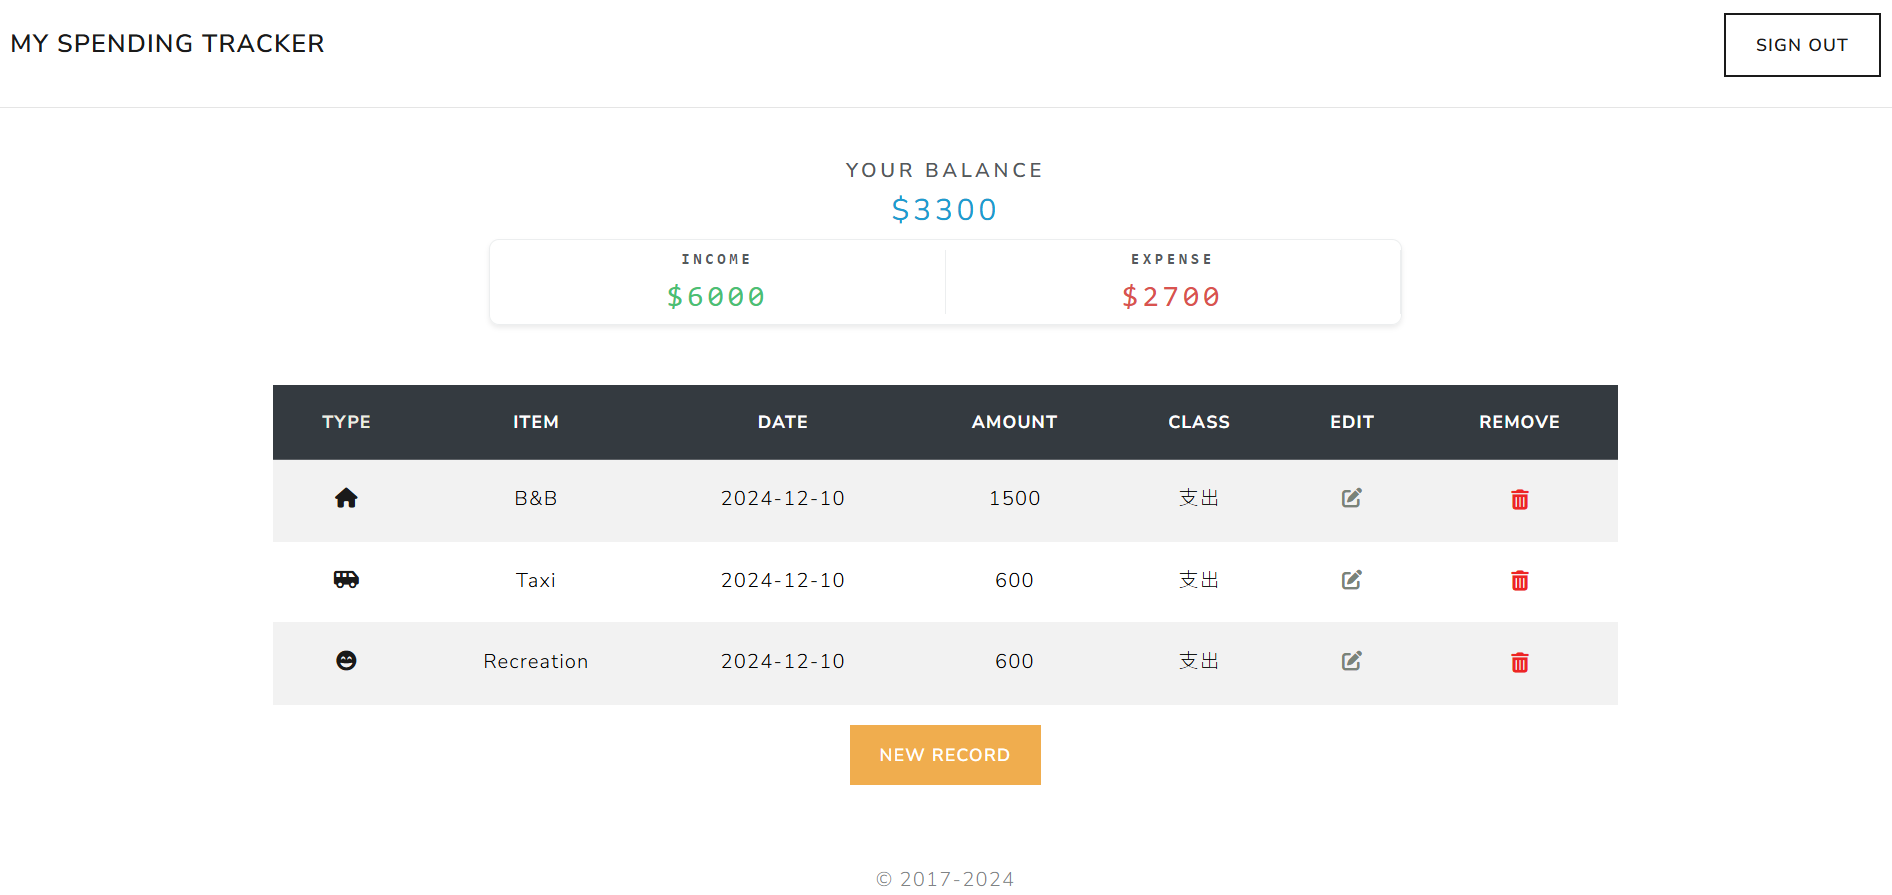 MY SPENDING TRACKER
SIGN OUT
YOUR BALANCE
$3300
INCOME EXPENSE
$6000 $2700
TYPE ITEM DATE AMOUNT CLASS EDIT REMOVE
B&B 2024-12-10 1500 支出
Taxi 2024-12-10 600 支出
Recreation 2024-12-10 600 支出
NEW RECORD
© 2017-2024